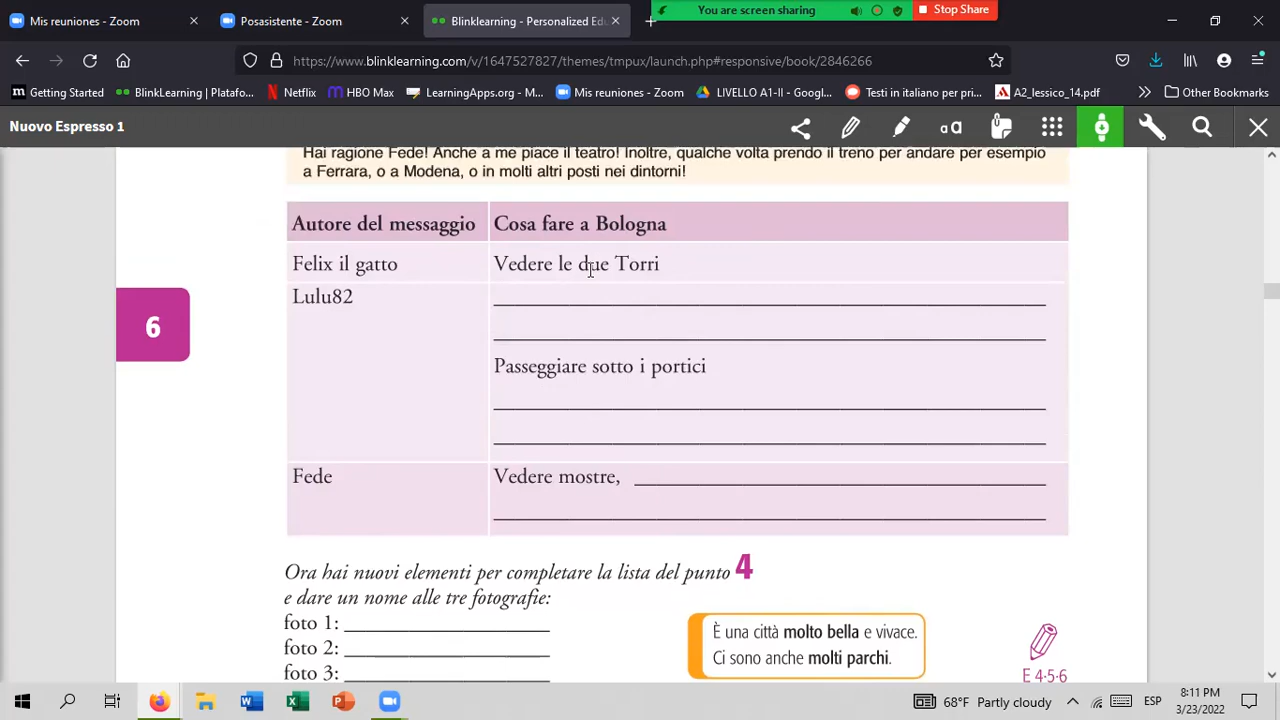 Mis reuniones - Zoom
Posasistente - Zoom
Blinklearning - Personalized Edu
You are screen sharing
Stop Share
https://www.blinklearning.com/v/1647527827/themes/tmpux/launch.php#responsive/book/2846266
Getting Started
BlinkLearning (Platafo...
Netflix
HBO Max
LearningApps.org - M...
Mis reuniones - Zoom
LIVELLO A1-II - Googl...
Testi in italiano per pri...
A2_lessico_14.pdf
Other Bookmarks
Nuovo Espresso 1
aa
Hai ragione Fede! Anche a me piace il teatro! Inoltre, qualche volta prendo il treno per andare per esempio
a Ferrara, o a Modena, o in molti altri posti nei dintorni!
Autore del messaggio
Cosa fare a Bologna
Felix il gatto
Vedere le due Torri
Lulu82
6
Passeggiare sotto i portici
Fede
Vedere mostre,
Ora hai nuovi elementi per completare la lista del punto 4
e dare un nome alle tre fotografie:
foto 1:
foto 2:
foto 3:
È una città molto bella e vivace.
Ci sono anche molti parchi.
E 4·5·6
68°F Partly cloudy
ESP
8:11 PM
3/23/2022